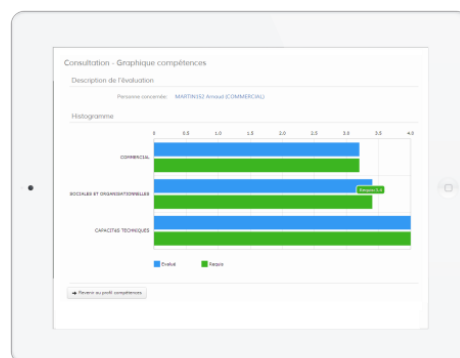 Consultation - Graphique compétences
Description de l'évaluation
Personne concernée: MARTIN152 Arnaud (COMMERCIAL)
Histogramme
0 0.5 1.0 1.5 2.0 2.5 3.0 3.5 4.0
COMMERCIAL
SOCIALES ET ORGANISATIONNELLES
CAPACITES TECHNIQUES
Evalué Requis
Revenir au profil compétences